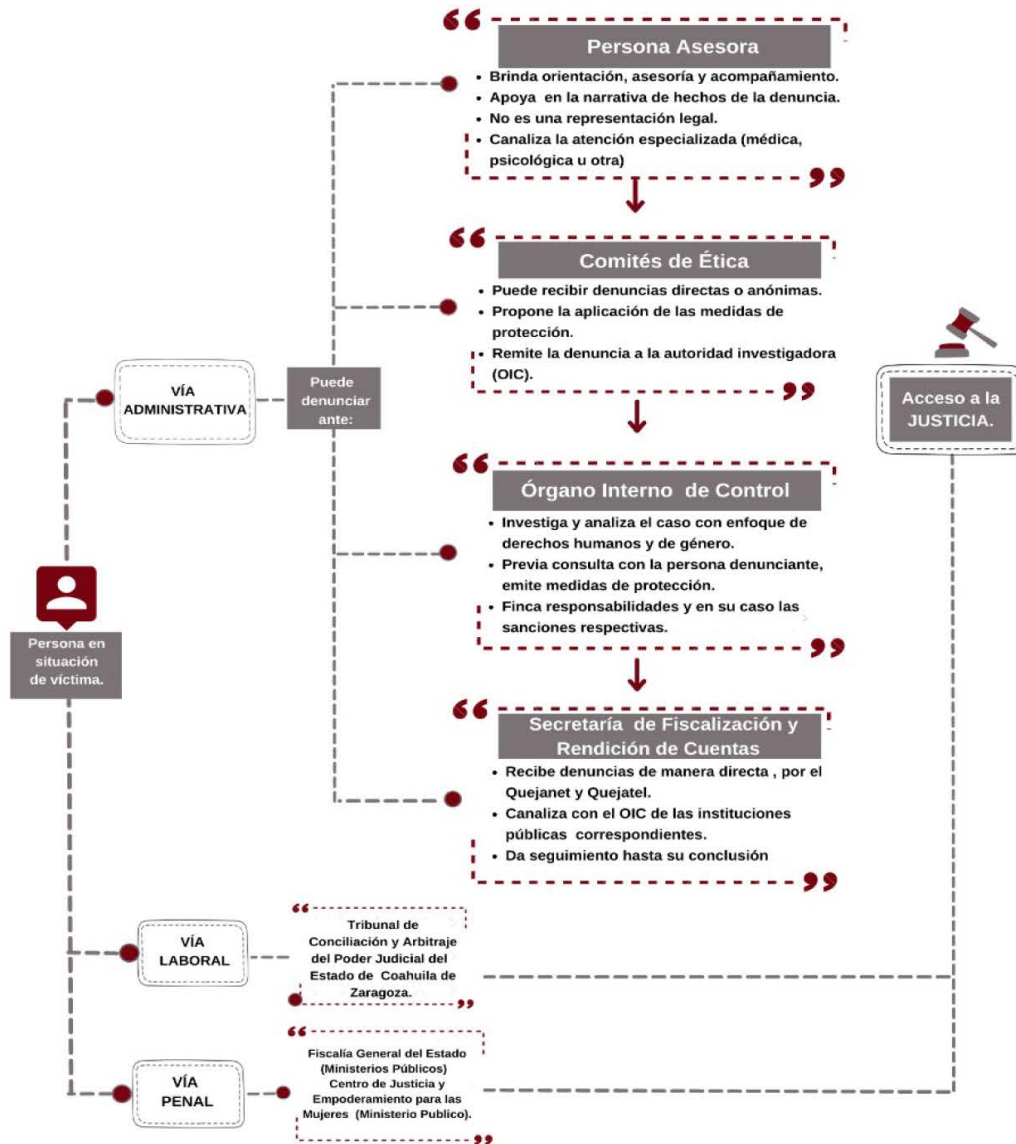 Persona Asesora
• Brinda orientación, asesoría y acompañamiento.
• Apoya en la narrativa de hechos de la denuncia.
• No es una representación legal.
• Canaliza la atención especializada (médica,
psicológica u otra)
Comités de Ética
• Puede recibir denuncias directas o anónimas.
• Propone la aplicación de las medidas de
protección.
• Remite la denuncia a la autoridad investigadora
(OIC).
VÍA
ADMINISTRATIVA
Puede
denunciar
ante:
Acceso a la
JUSTICIA.
Órgano Interno de Control
• Investiga y analiza el caso con enfoque de
derechos humanos y de género.
• Previa consulta con la persona denunciante,
emite medidas de protección.
• Finca responsabilidades y en su caso las
sanciones respectivas.
Persona en
situación
de víctima.
Secretaría de Fiscalización y
Rendición de Cuentas
• Recibe denuncias de manera directa , por el
Quejanet y Quejatel.
• Canaliza con el OIC de las instituciones
públicas correspondientes.
• Da seguimiento hasta su conclusión
VÍA
LABORAL
Tribunal de
Conciliación y Arbitraje
del Poder Judicial del
Estado de Coahuila de
Zaragoza.
VÍA
PENAL
Fiscalía General del Estado
(Ministerios Públicos)
Centro de Justicia y
Empoderamiento para las
Mujeres (Ministerio Publico).